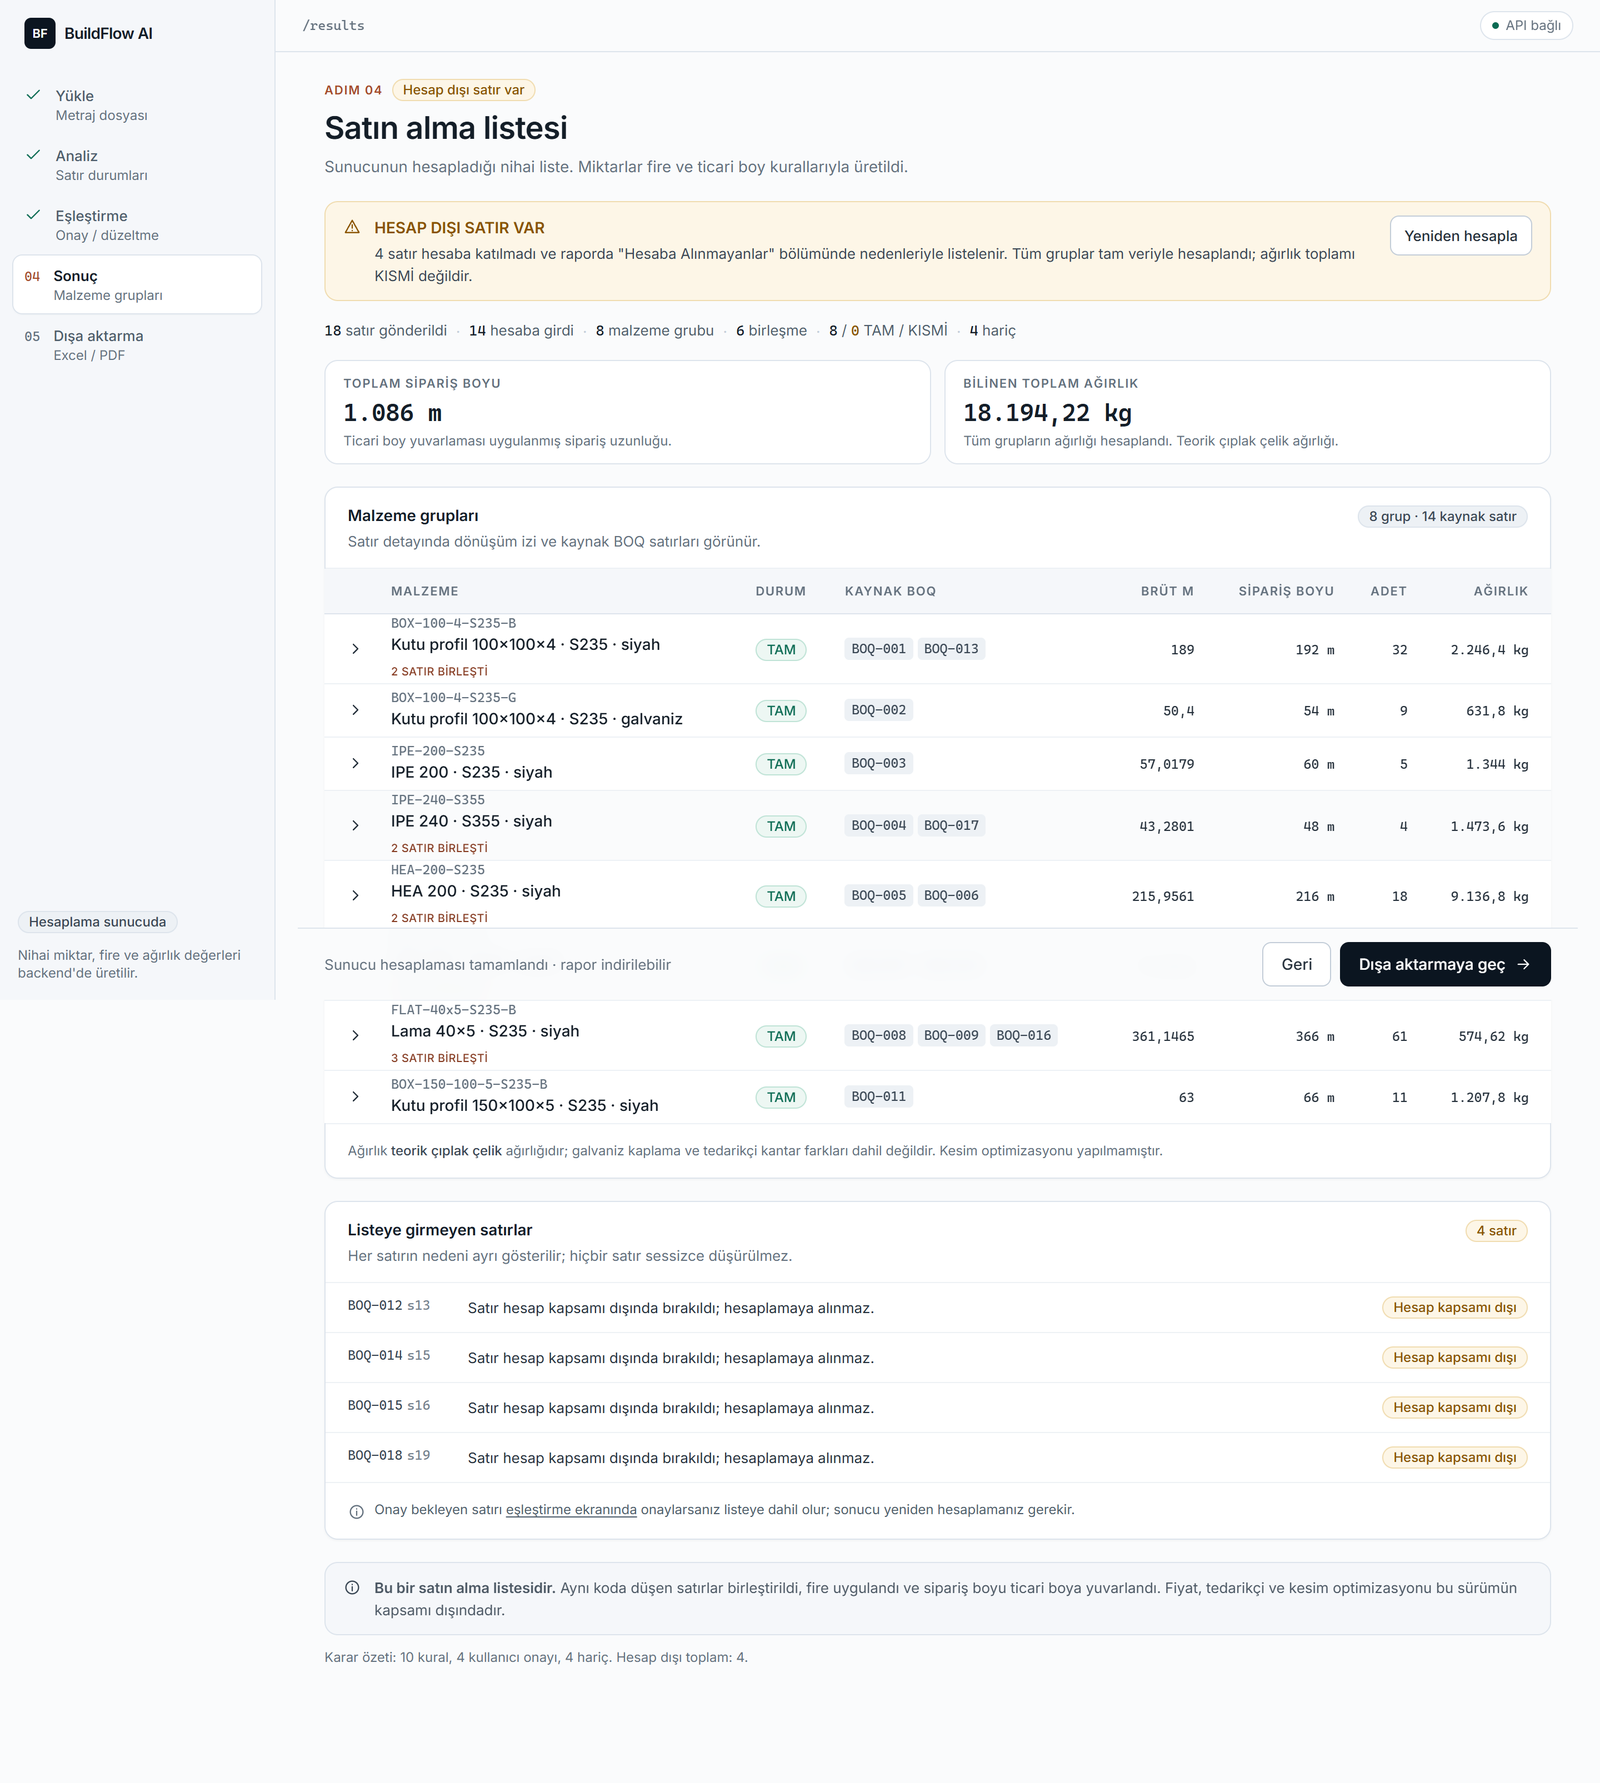 BF BuildFlow AI
Yükle
Metraj dosyası
Analiz
Satır durumları
Eşleştirme
Onay / düzeltme
04 Sonuç
Malzeme grupları
05 Dışa aktarma
Excel / PDF
Hesaplama sunucuda
Nihai miktar, fire ve ağırlık değerleri
backend'de üretilir.
/results
API bağlı
ADIM 04 Hesap dışı satır var
Satın alma listesi
Sunucunun hesapladığı nihai liste. Miktarlar fire ve ticari boy kurallarıyla üretildi.
HESAP DIŞI SATIR VAR
4 satır hesaba katılmadı ve raporda "Hesaba Alınmayanlar" bölümünde nedenleriyle listelenir. Tüm gruplar tam veriyle hesaplandı; ağırlık toplamı
KISMİ değildir.
Yeniden hesapla
18 satır gönderildi · 14 hesaba girdi · 8 malzeme grubu · 6 birleşme · 8 / 0 TAM / KISMİ · 4 hariç
TOPLAM SİPARİŞ BOYU
1.086 m
Ticari boy yuvarlaması uygulanmış sipariş uzunluğu.
BİLİNEN TOPLAM AĞIRLIK
18.194,22 kg
Tüm grupların ağırlığı hesaplandı. Teorik çıplak çelik ağırlığı.
Malzeme grupları
Satır detayında dönüşüm izi ve kaynak BOQ satırları görünür.
8 grup · 14 kaynak satır
MALZEME DURUM KAYNAK BOQ BRÜT M SİPARİŞ BOYU ADET AĞIRLIK
BOX-100-4-S235-B
Kutu profil 100×100×4 · S235 · siyah TAM BOQ-001 BOQ-013 189 192 m 32 2.246,4 kg
2 SATIR BİRLEŞTİ
BOX-100-4-S235-G
Kutu profil 100×100×4 · S235 · galvaniz TAM BOQ-002 50,4 54 m 9 631,8 kg
IPE-200-S235
IPE 200 · S235 · siyah TAM BOQ-003 57,0179 60 m 5 1.344 kg
IPE-240-S355
IPE 240 · S355 · siyah TAM BOQ-004 BOQ-017 43,2801 48 m 4 1.473,6 kg
2 SATIR BİRLEŞTİ
HEA-200-S235
HEA 200 · S235 · siyah TAM BOQ-005 BOQ-006 215,9561 216 m 18 9.136,8 kg
2 SATIR BİRLEŞTİ
Sunucu hesaplaması tamamlandı · rapor indirilebilir
Geri
Dışa aktarmaya geç →
FLAT-40x5-S235-B
Lama 40×5 · S235 · siyah TAM BOQ-008 BOQ-009 BOQ-016 361,1465 366 m 61 574,62 kg
3 SATIR BİRLEŞTİ
BOX-150-100-5-S235-B
Kutu profil 150×100×5 · S235 · siyah TAM BOQ-011 63 66 m 11 1.207,8 kg
Ağırlık teorik çıplak çelik ağırlığıdır; galvaniz kaplama ve tedarikçi kantar farkları dahil değildir. Kesim optimizasyonu yapılmamıştır.
Listeye girmeyen satırlar
Her satırın nedeni ayrı gösterilir; hiçbir satır sessizce düşürülmez.
4 satır
BOQ-012 s13 Satır hesap kapsamı dışında bırakıldı; hesaplamaya alınmaz. Hesap kapsamı dışı
BOQ-014 s15 Satır hesap kapsamı dışında bırakıldı; hesaplamaya alınmaz. Hesap kapsamı dışı
BOQ-015 s16 Satır hesap kapsamı dışında bırakıldı; hesaplamaya alınmaz. Hesap kapsamı dışı
BOQ-018 s19 Satır hesap kapsamı dışında bırakıldı; hesaplamaya alınmaz. Hesap kapsamı dışı
Onay bekleyen satırı eşleştirme ekranında onaylarsanız listeye dahil olur; sonucu yeniden hesaplamanız gerekir.
Bu bir satın alma listesidir. Aynı koda düşen satırlar birleştirildi, fire uygulandı ve sipariş boyu ticari boya yuvarlandı. Fiyat, tedarikçi ve kesim optimizasyonu bu sürümün
kapsamı dışındadır.
Karar özeti: 10 kural, 4 kullanıcı onayı, 4 hariç. Hesap dışı toplam: 4.